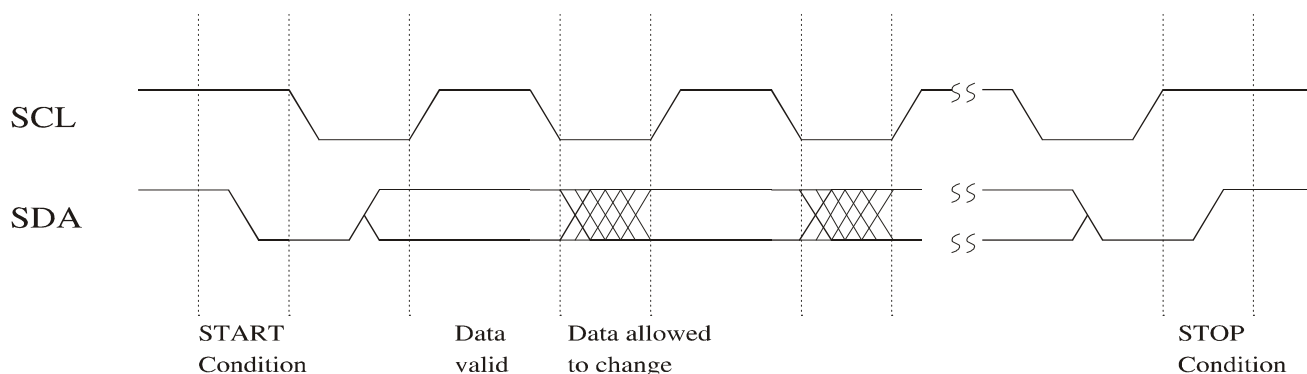 SCL
SDA
START
Condition
Data
valid
Data allowed
to change
STOP
Condition